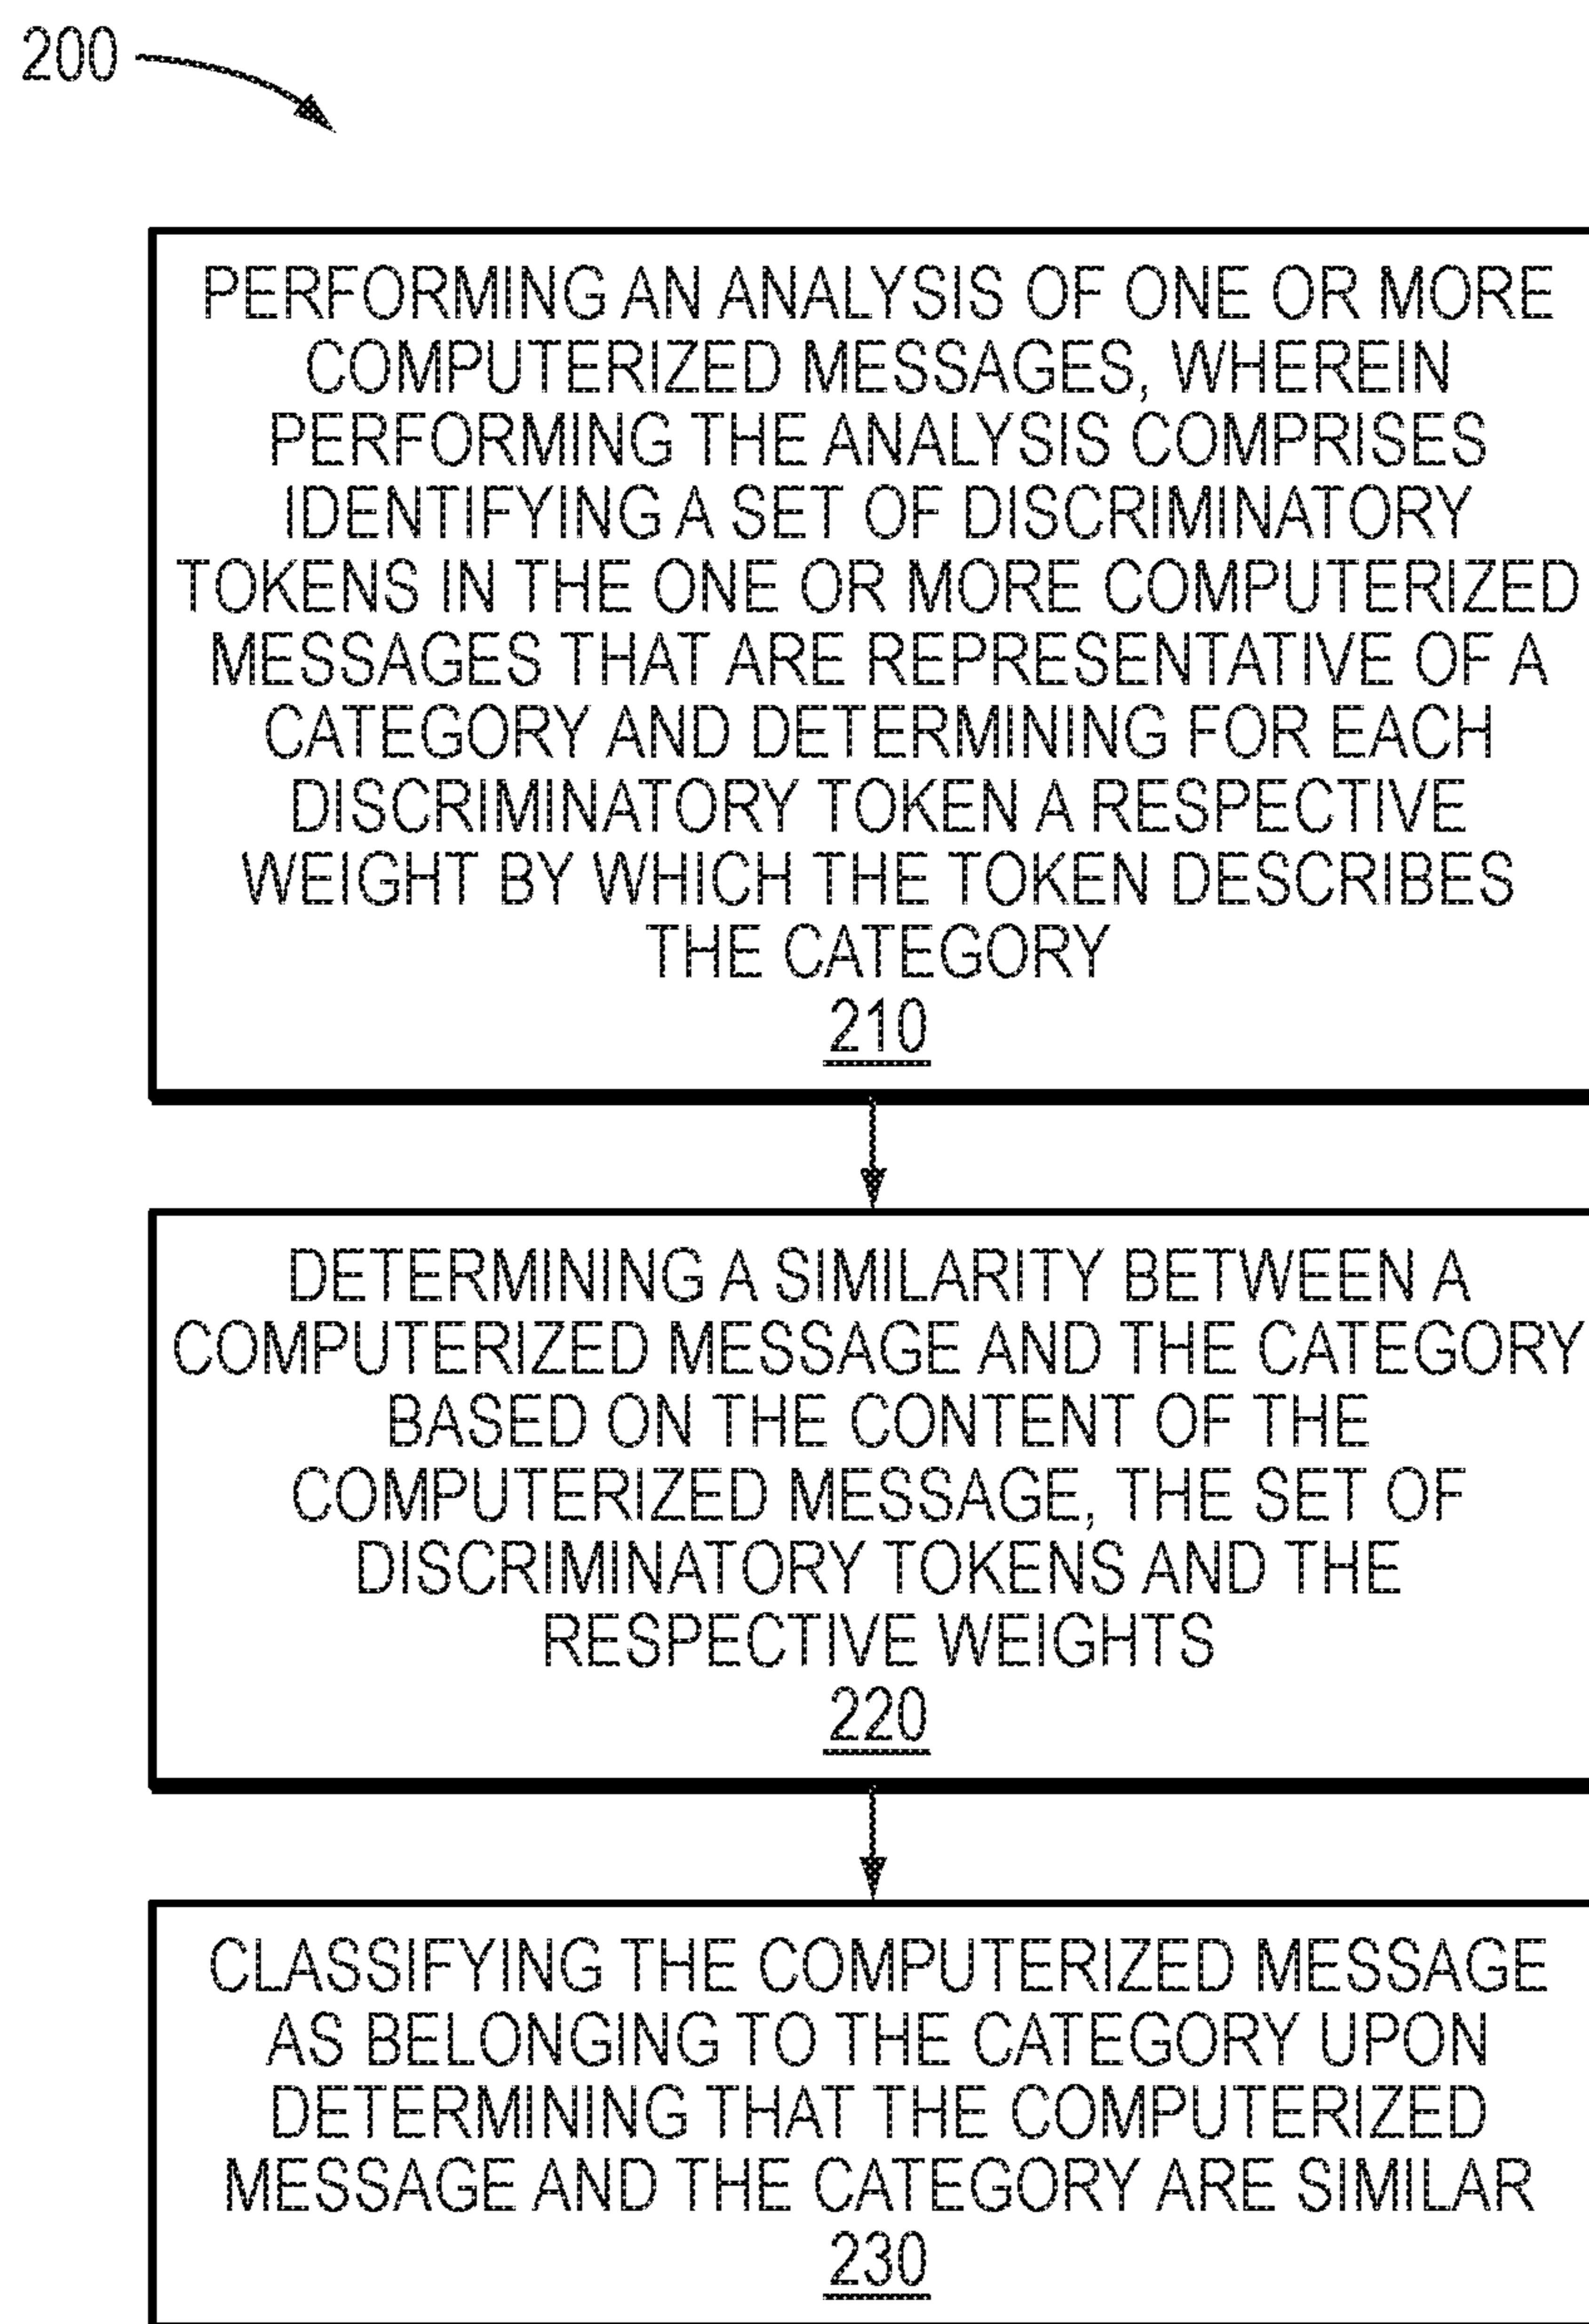 200
PERFORMING AN ANALYSIS OF ONE OR MORE
COMPUTERIZED MESSAGES, WHEREIN
PERFORMING THE ANALYSIS COMPRISES
IDENTIFYING A SET OF DISCRIMINATORY
TOKENS IN THE ONE OR MORE COMPUTERIZED
MESSAGES THAT ARE REPRESENTATIVE OF A
CATEGORY AND DETERMINING FOR EACH
DISCRIMINATORY TOKEN A RESPECTIVE
WEIGHT BY WHICH THE TOKEN DESCRIBES
THE CATEGORY
210
DETERMINING A SIMILARITY BETWEEN A
COMPUTERIZED MESSAGE AND THE CATEGORY
BASED ON THE CONTENT OF THE
COMPUTERIZED MESSAGE, THE SET OF
DISCRIMINATORY TOKENS AND THE
RESPECTIVE WEIGHTS
220
CLASSIFYING THE COMPUTERIZED MESSAGE
AS BELONGING TO THE CATEGORY UPON
DETERMINING THAT THE COMPUTERIZED
MESSAGE AND THE CATEGORY ARE SIMILAR
230